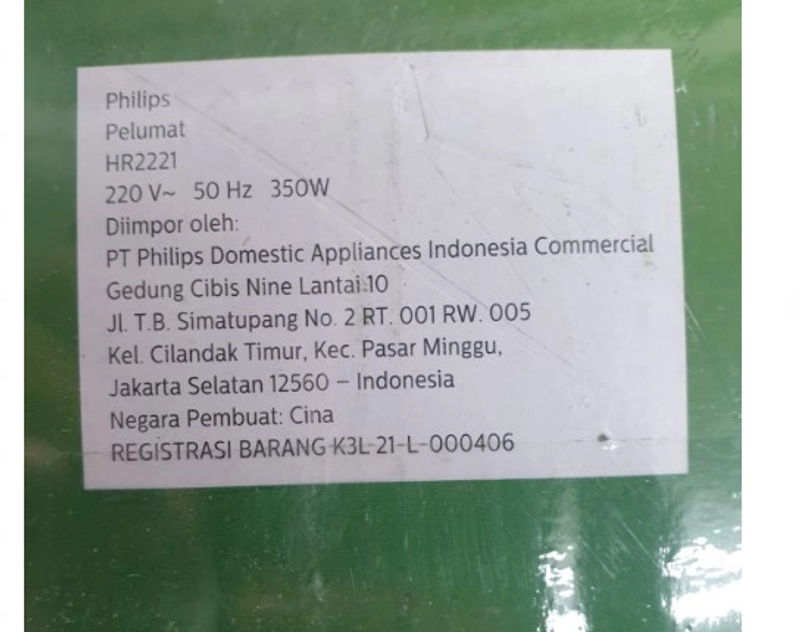 Philips
Pelumat
HR2221
220 V~ 50 Hz 350W
Diimpor oleh:
PT Philips Domestic Appliances Indonesia Commercial
Gedung Cibis Nine Lantai 10
Jl. T.B. Simatupang No. 2 RT. 001 RW. 005
Kel. Cilandak Timur, Kec. Pasar Minggu,
Jakarta Selatan 12560 – Indonesia
Negara Pembuat: Cina
REGISTRASI BARANG K3L-21-L-000406